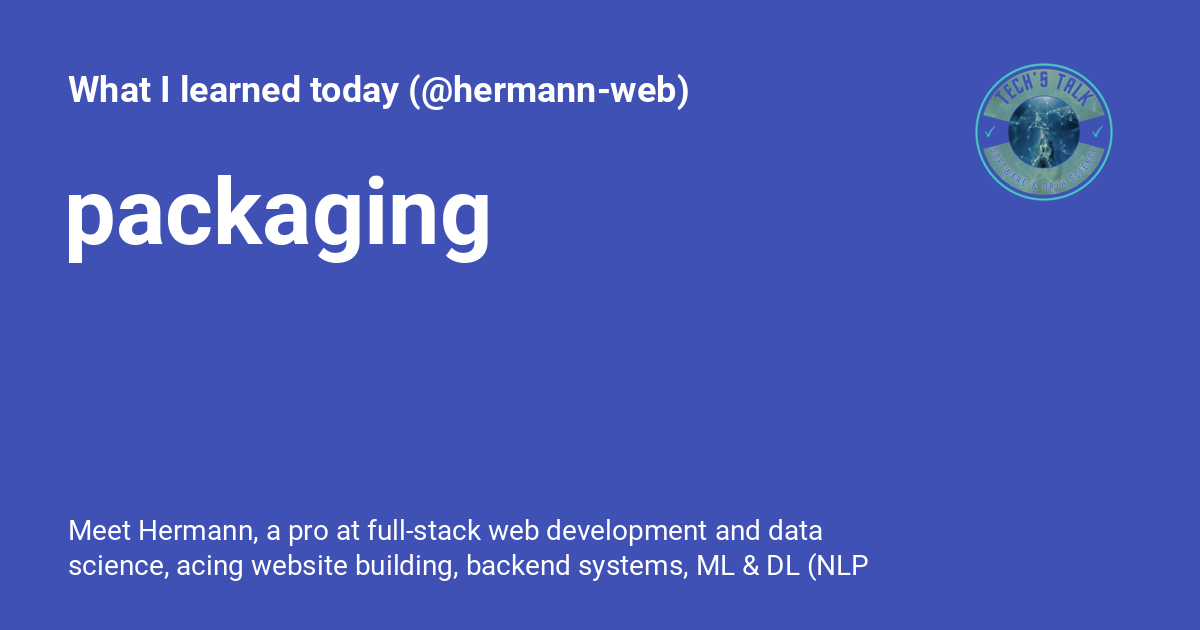 What I learned today (@hermann-web)
TECH'S TALK
packaging
SOFTWARE & DATA SCIENCE
Meet Hermann, a pro at full-stack web development and data
science, acing website building, backend systems, ML & DL (NLP